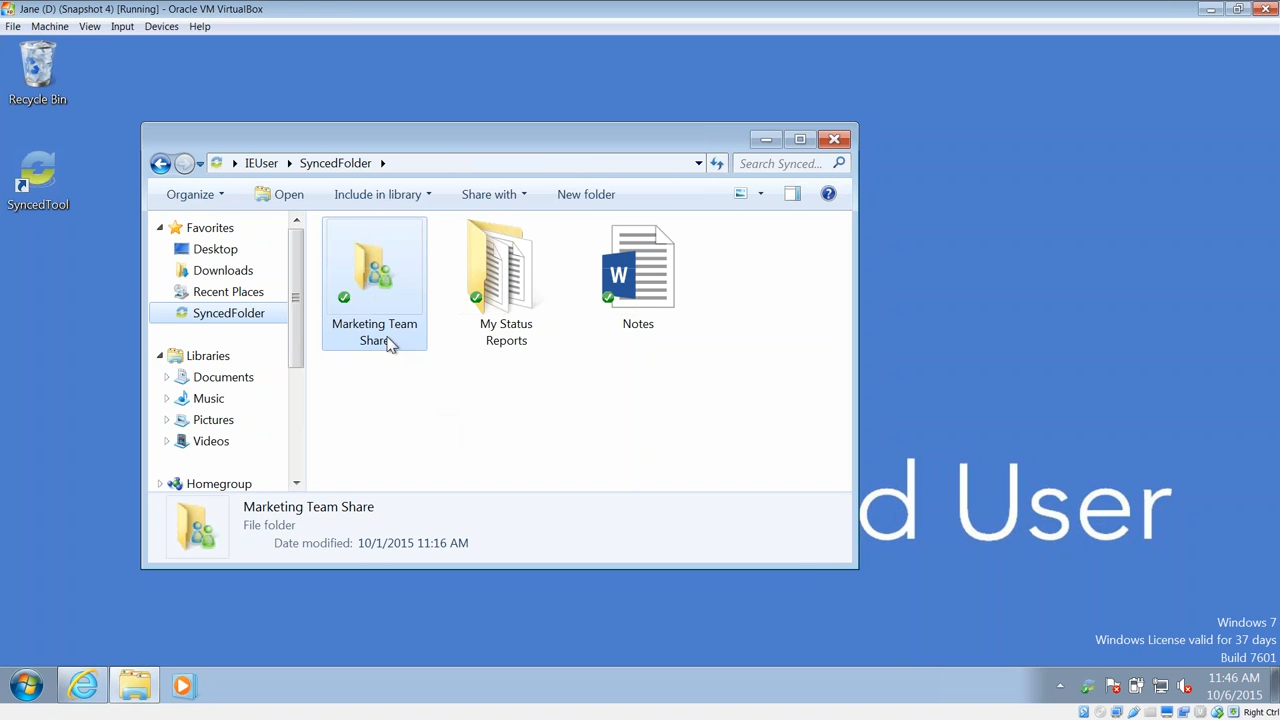 Jane (D) (Snapshot 4) [Running] - Oracle VM VirtualBox
File Machine View Input Devices Help
Recycle Bin
SyncedTool
IEUser SyncedFolder
Search Synced...
Organize Open Include in library Share with New folder
Favorites
Desktop
Downloads
Recent Places
SyncedFolder
Libraries
Documents
Music
Pictures
Videos
Homegroup
Marketing Team
Share
My Status
Reports
W
Notes
Marketing Team Share
File folder
Date modified: 10/1/2015 11:16 AM
d User
Windows 7
Windows License valid for 37 days
Build 7601
11:46 AM
10/6/2015
Right Ctrl